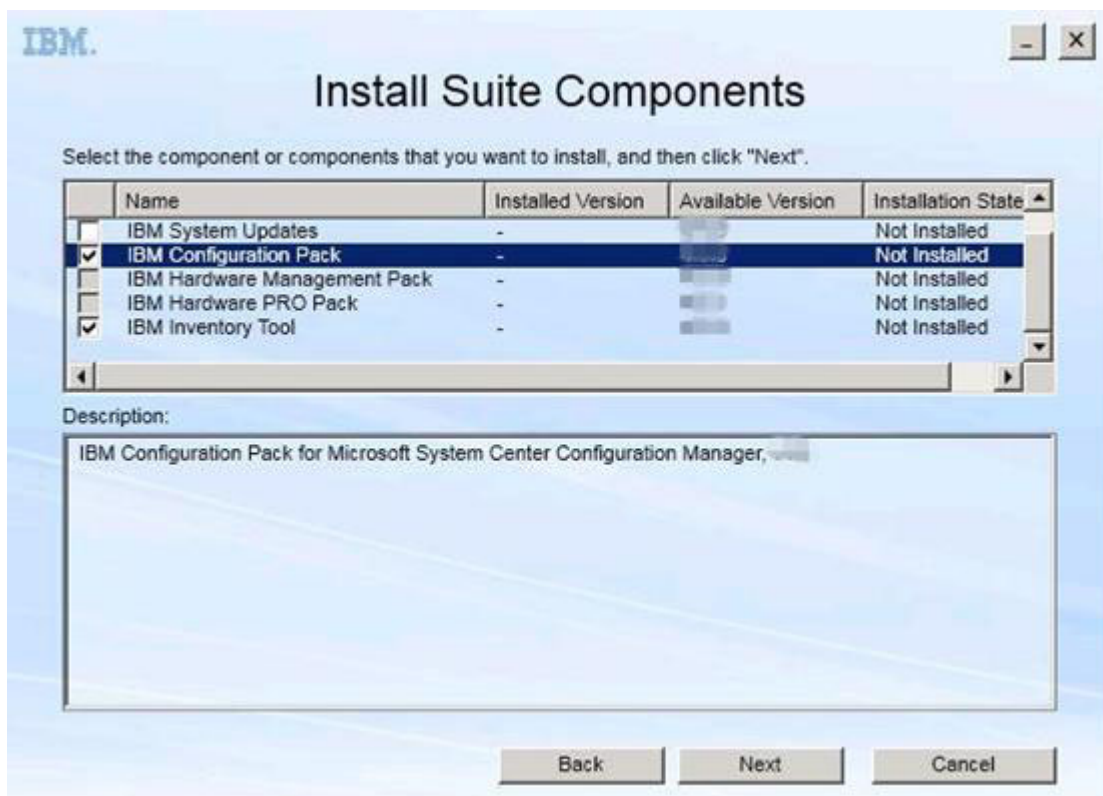 IBM.
Install Suite Components
Select the component or components that you want to install, and then click "Next".
Name Installed Version Available Version Installation State
IBM System Updates - Not Installed
IBM Configuration Pack - Not Installed
IBM Hardware Management Pack - Not Installed
IBM Hardware PRO Pack - Not Installed
IBM Inventory Tool - Not Installed
Description:
IBM Configuration Pack for Microsoft System Center Configuration Manager,
Back Next Cancel